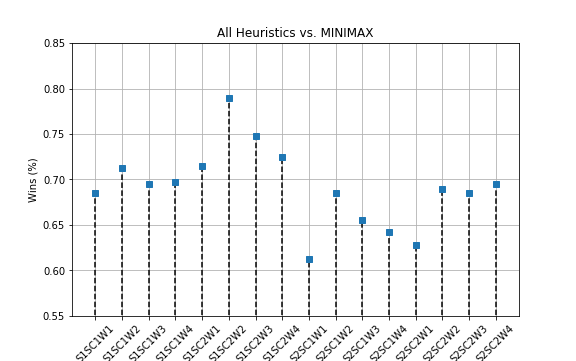 All Heuristics vs. MINIMAX
Wins (%)
0.85
0.80
0.75
0.70
0.65
0.60
0.55
S1SC1W1
S1SC1W2
S1SC1W3
S1SC1W4
S1SC2W1
S1SC2W2
S1SC2W3
S1SC2W4
S2SC1W1
S2SC1W2
S2SC1W3
S2SC1W4
S2SC2W1
S2SC2W2
S2SC2W3
S2SC2W4